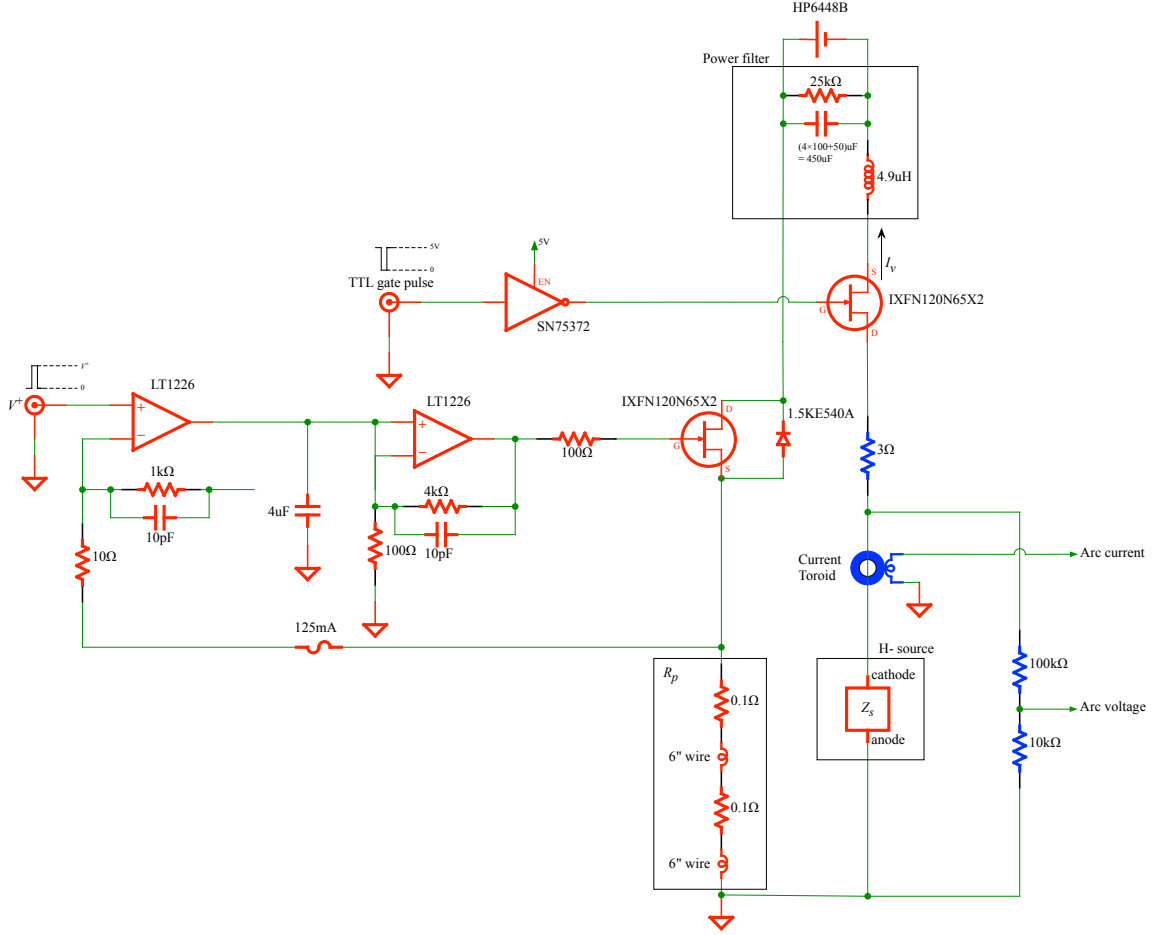 HP6448B
Power filter
25kΩ
(4×100+50)uF
= 450uF
4.9uH
5V
0
TTL gate pulse
5V
EN
SN75372
S
I_v
G
D
IXFN120N65X2
V⁺
0
V⁺
LT1226
+
−
LT1226
+
−
IXFN120N65X2
D
G
S
1.5KE540A
100Ω
3Ω
1kΩ
10pF
4uF
4kΩ
10pF
10Ω
100Ω
Current
Toroid
Arc current
125mA
R_p
0.1Ω
6" wire
0.1Ω
6" wire
H- source
cathode
Z_s
anode
100kΩ
Arc voltage
10kΩ